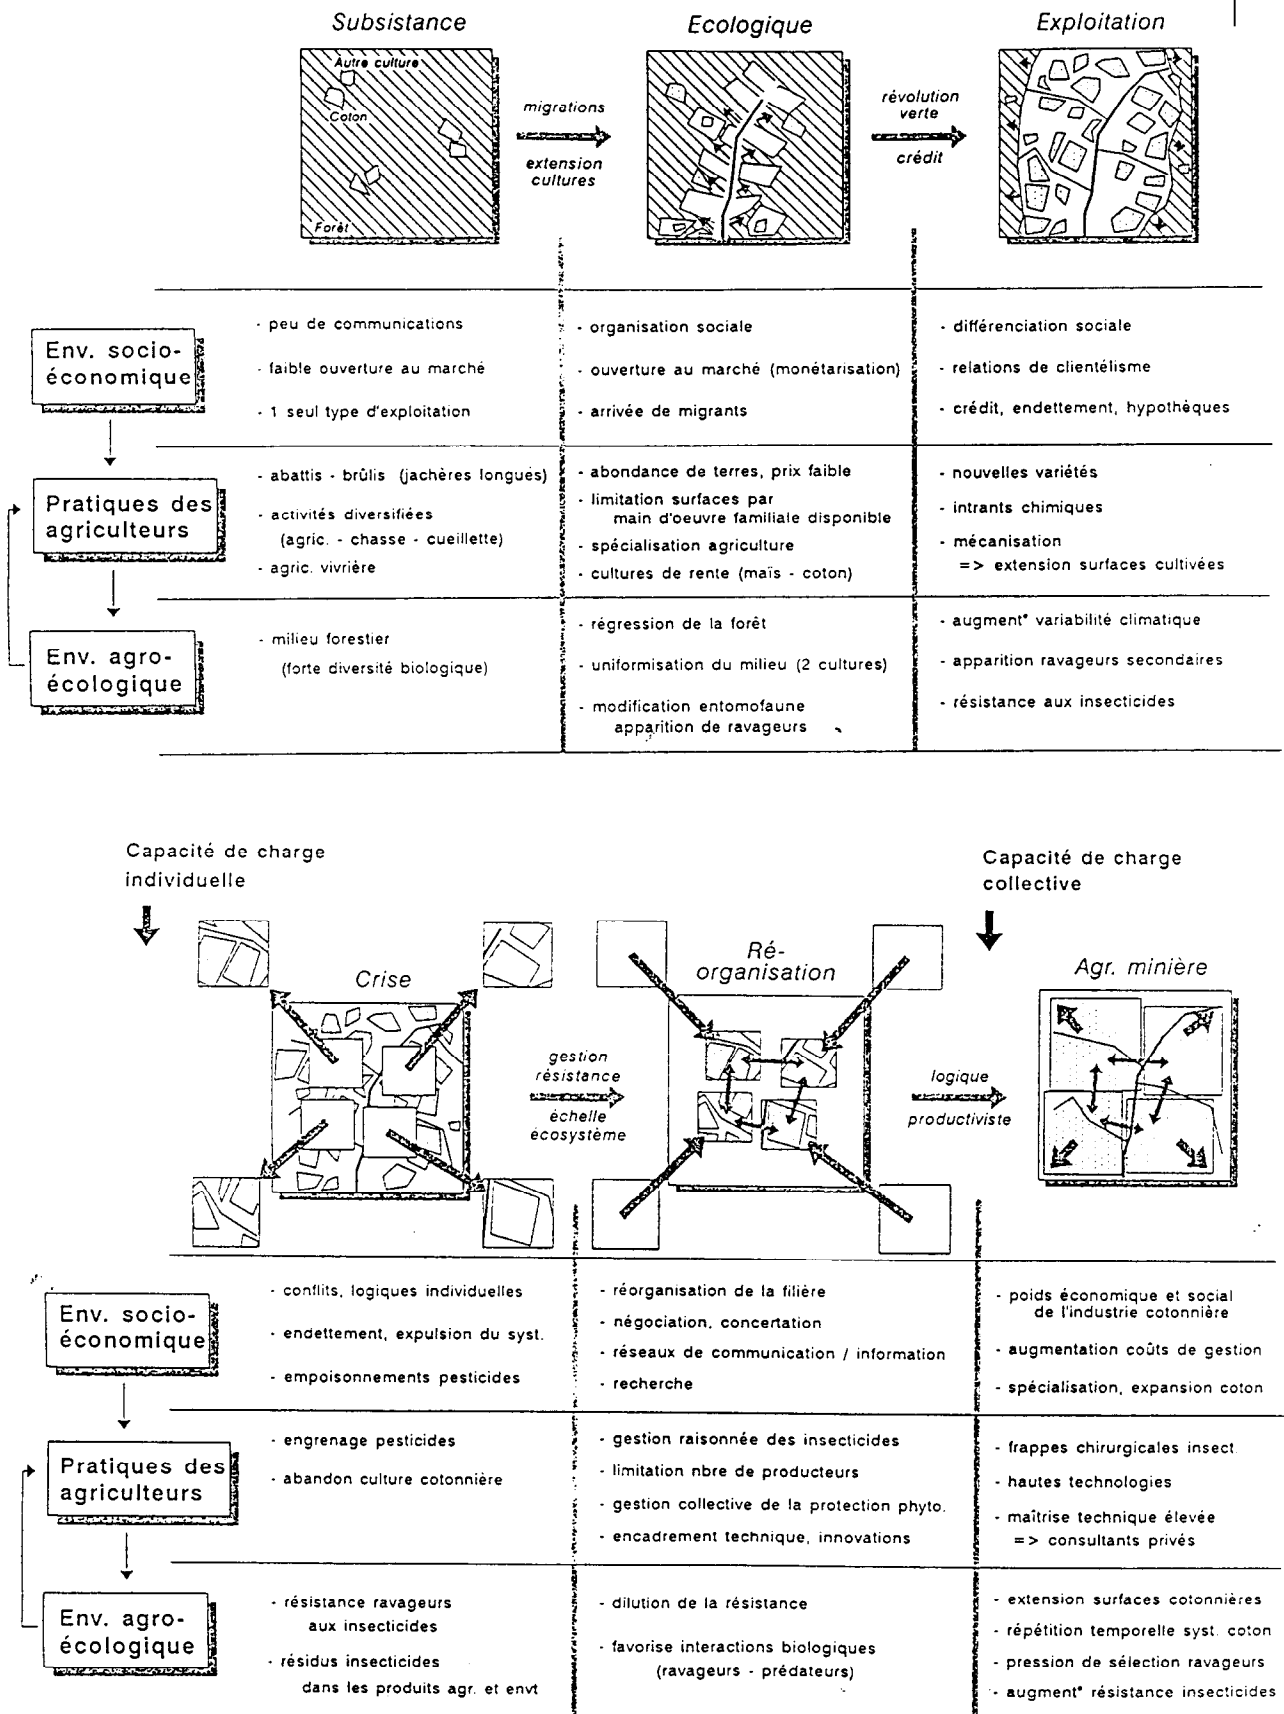 Subsistance
Ecologique
Exploitation
Autre culture
Coton
Forêt
migrations
extension
cultures
révolution
verte
crédit
Env. socio-
économique
- peu de communications
- faible ouverture au marché
- 1 seul type d'exploitation
- organisation sociale
- ouverture au marché (monétarisation)
- arrivée de migrants
- différenciation sociale
- relations de clientélisme
- crédit, endettement, hypothèques
Pratiques des
agriculteurs
- abattis - brûlis (jachères longues)
- activités diversifiées
(agric. - chasse - cueillette)
- agric. vivrière
- abondance de terres, prix faible
- limitation surfaces par
main d'oeuvre familiale disponible
- spécialisation agriculture
- cultures de rente (maïs - coton)
- nouvelles variétés
- intrants chimiques
- mécanisation
=> extension surfaces cultivées
Env. agro-
écologique
- milieu forestier
(forte diversité biologique)
- régression de la forêt
- uniformisation du milieu (2 cultures)
- modification entomofaune
apparition de ravageurs
- augment° variabilité climatique
- apparition ravageurs secondaires
- résistance aux insecticides
Capacité de charge
individuelle
Capacité de charge
collective
Crise
Ré-
organisation
Agr. minière
gestion
résistance
échelle
écosystème
logique
productiviste
Env. socio-
économique
- conflits, logiques individuelles
- endettement, expulsion du syst.
- empoisonnements pesticides
- réorganisation de la filière
- négociation, concertation
- réseaux de communication / information
- recherche
- poids économique et social
de l'industrie cotonnière
- augmentation coûts de gestion
- spécialisation, expansion coton
Pratiques des
agriculteurs
- engrenage pesticides
- abandon culture cotonnière
- gestion raisonnée des insecticides
- limitation nbre de producteurs
- gestion collective de la protection phyto.
- encadrement technique, innovations
- frappes chirurgicales insect.
- hautes technologies
- maîtrise technique élevée
=> consultants privés
Env. agro-
écologique
- résistance ravageurs
aux insecticides
- résidus insecticides
dans les produits agr. et envt
- dilution de la résistance
- favorise interactions biologiques
(ravageurs - prédateurs)
- extension surfaces cotonnières
- répétition temporelle syst. coton
- pression de sélection ravageurs
- augment° résistance insecticides